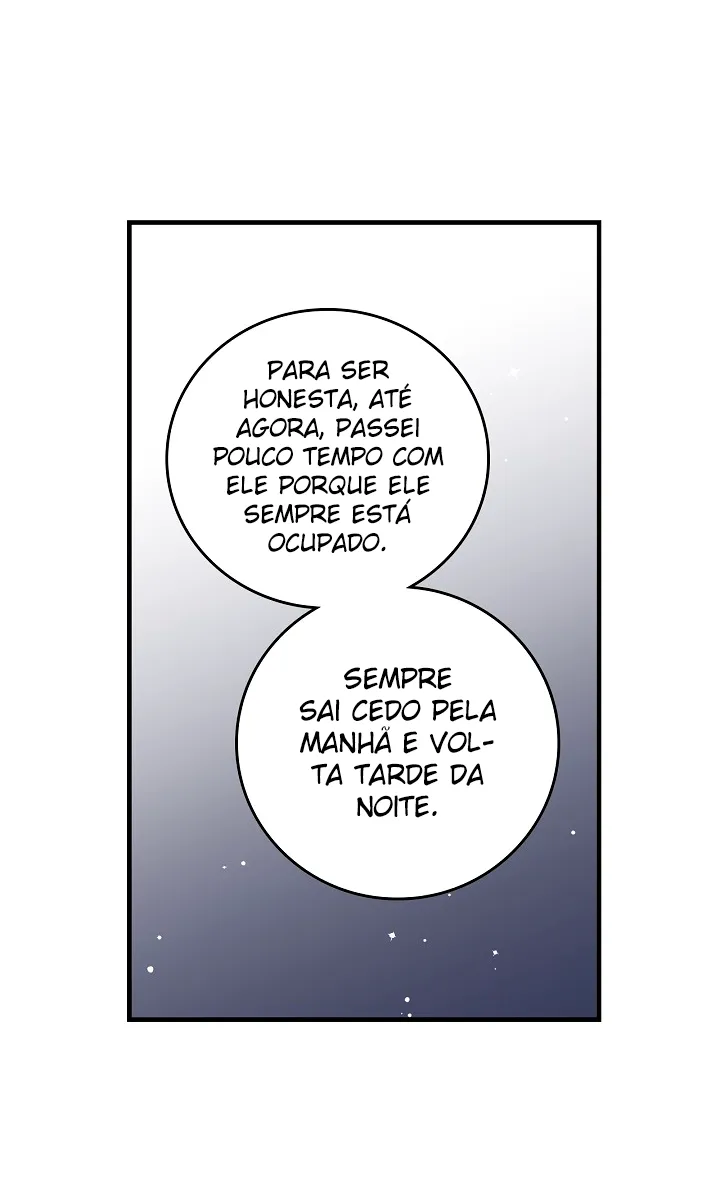 PARA SER
HONESTA, ATÉ
AGORA, PASSEI
POUCO TEMPO COM
ELE PORQUE ELE
SEMPRE ESTÁ
OCUPADO.
SEMPRE
SAI CEDO PELA
MANHÃ E VOL-
TA TARDE DA
NOITE.